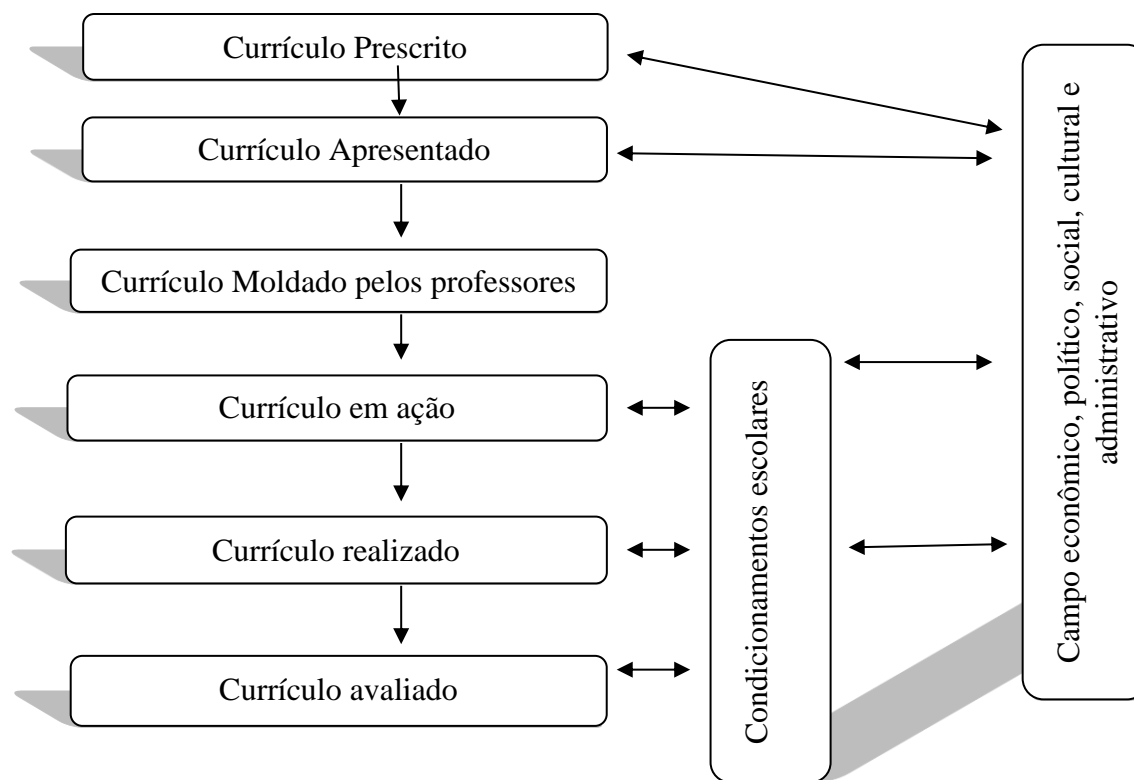 Currículo Prescrito
Currículo Apresentado
Currículo Moldado pelos professores
Currículo em ação
Currículo realizado
Currículo avaliado
Condicionamentos escolares
Campo econômico, político, social, cultural e
administrativo